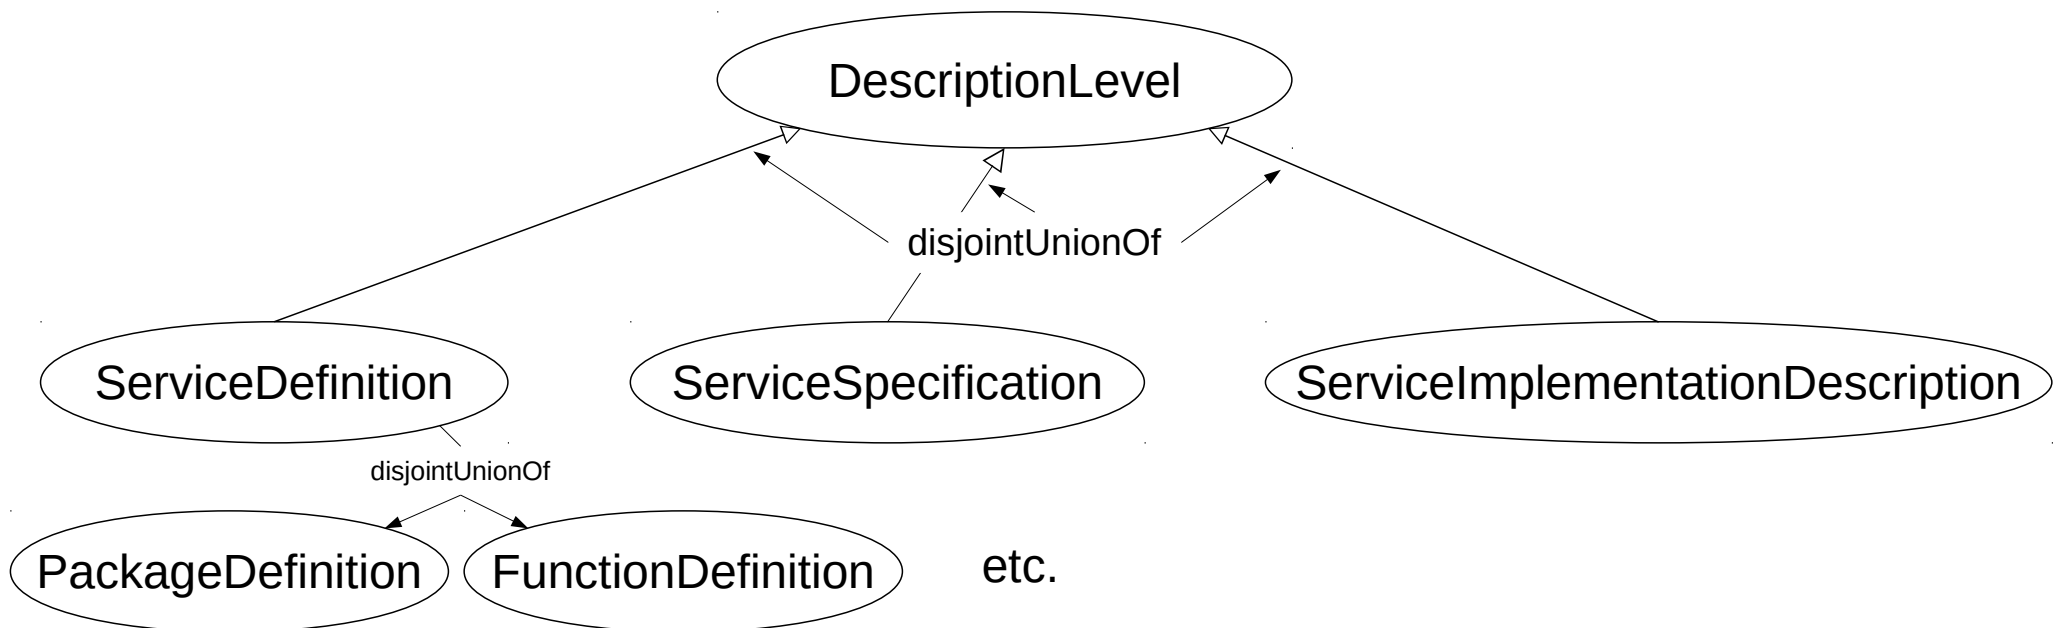 DescriptionLevel
disjointUnionOf
ServiceDefinition
ServiceSpecification
ServiceImplementationDescription
disjointUnionOf
PackageDefinition
FunctionDefinition
etc.